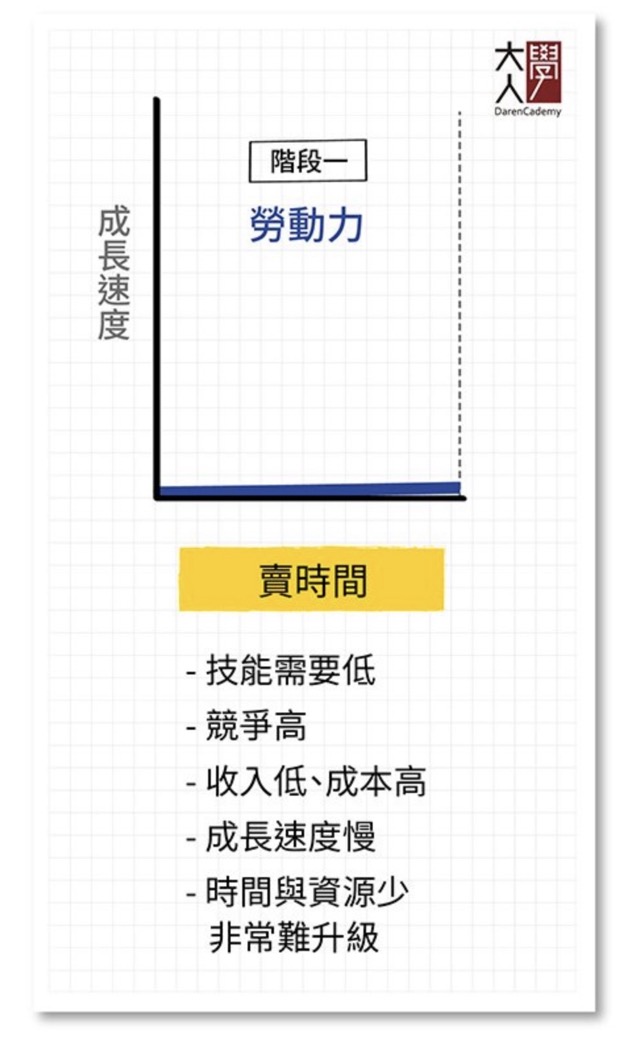 大人學
DarenCademy
階段一
勞動力
成長速度
賣時間
- 技能需要低
- 競爭高
- 收入低、成本高
- 成長速度慢
- 時間與資源少
非常難升級